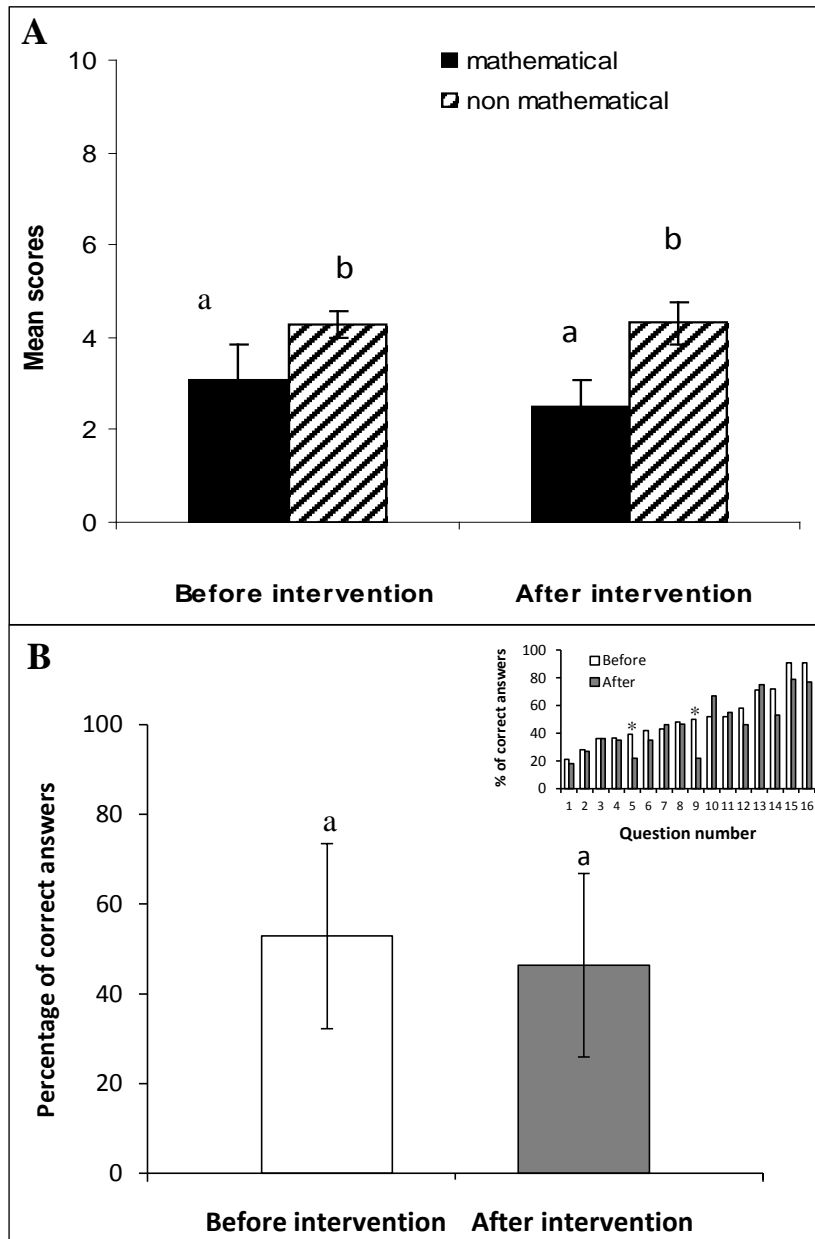 A
10
8
6
4
2
0
Mean scores
mathematical
non mathematical
a
b
a
b
Before intervention
After intervention
B
100
80
60
40
20
0
Percentage of correct answers
a
a
Before intervention After intervention
100
80
60
40
20
0
% of correct answers
Before
After
*
*
1 2 3 4 5 6 7 8 9 10 11 12 13 14 15 16
Question number